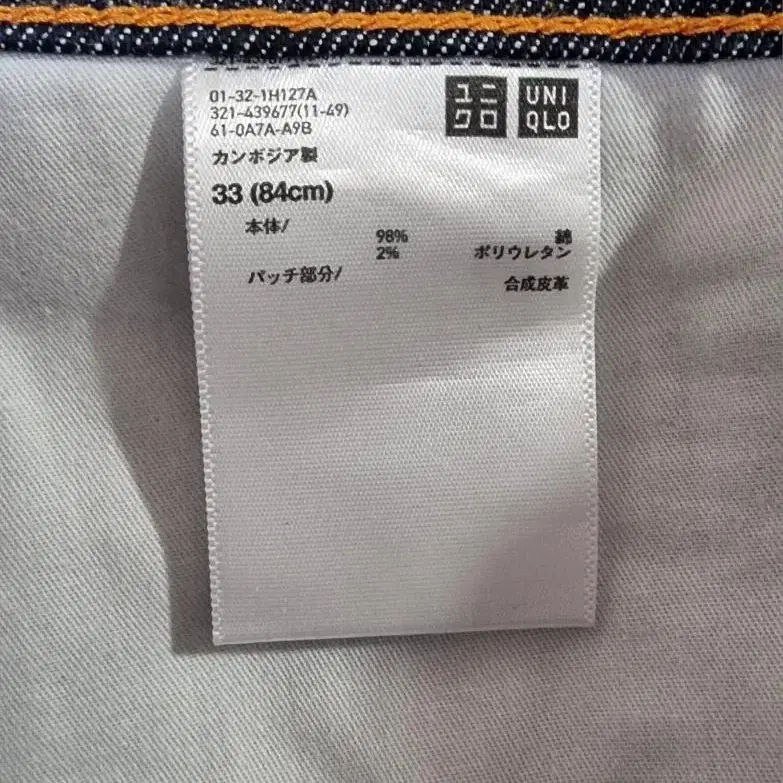 ユニ
クロ
UNI
QLO
01-32-1H127A
321-439677(11-49)
61-0A7A-A9B
カンボジア製
33 (84cm)
本体/
98% 綿
2% ポリウレタン
パッチ部分/
合成皮革